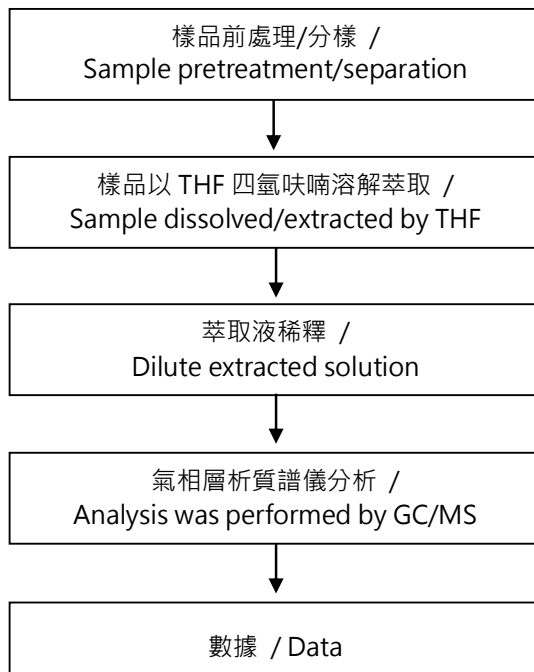 樣品前處理/分樣 /
Sample pretreatment/separation
樣品以 THF 四氫呋喃溶解萃取 /
Sample dissolved/extracted by THF
萃取液稀釋 /
Dilute extracted solution
氣相層析質譜儀分析 /
Analysis was performed by GC/MS
數據 / Data